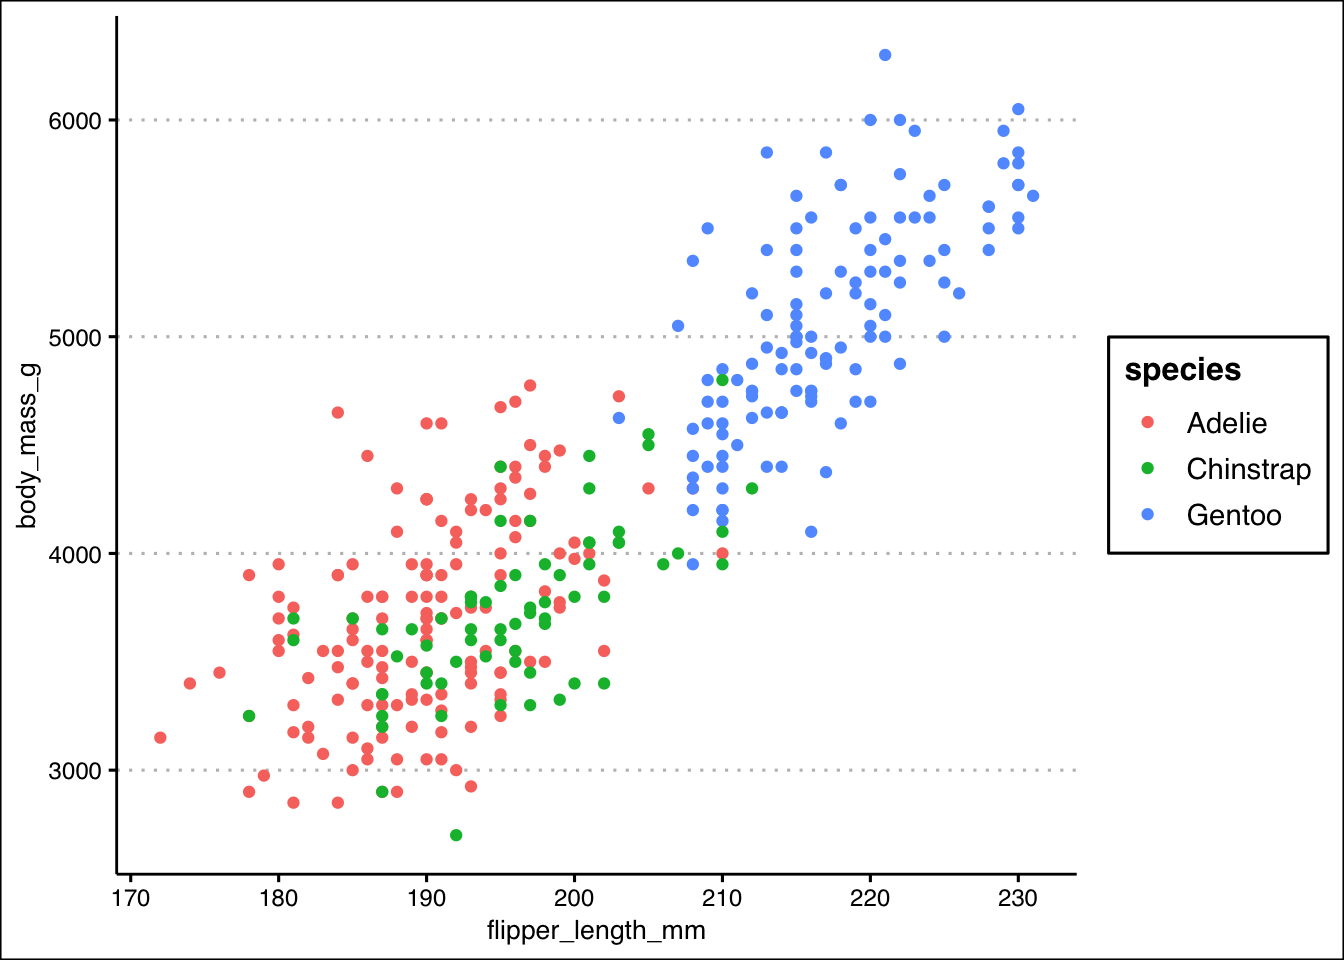 6000
5000
4000
3000
body_mass_g
170 180 190 200 210 220 230
flipper_length_mm
species
Adelie
Chinstrap
Gentoo